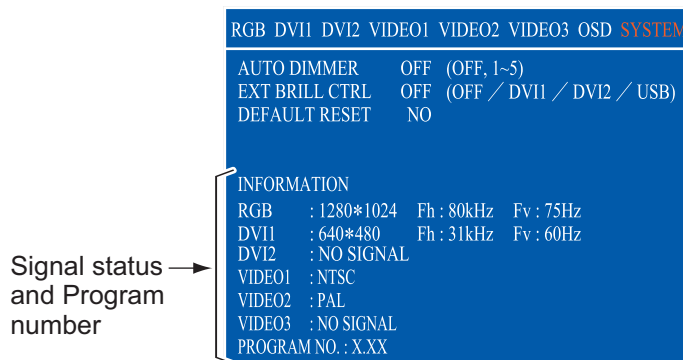 RGB DVI1 DVI2 VIDEO1 VIDEO2 VIDEO3 OSD SYSTEM
AUTO DIMMER OFF (OFF, 1~5)
EXT BRILL CTRL OFF (OFF / DVI1 / DVI2 / USB)
DEFAULT RESET NO
INFORMATION
RGB : 1280*1024 Fh : 80kHz Fv : 75Hz
DVI1 : 640*480 Fh : 31kHz Fv : 60Hz
DVI2 : NO SIGNAL
VIDEO1 : NTSC
VIDEO2 : PAL
VIDEO3 : NO SIGNAL
PROGRAM NO. : X.XX
Signal status
and Program
number